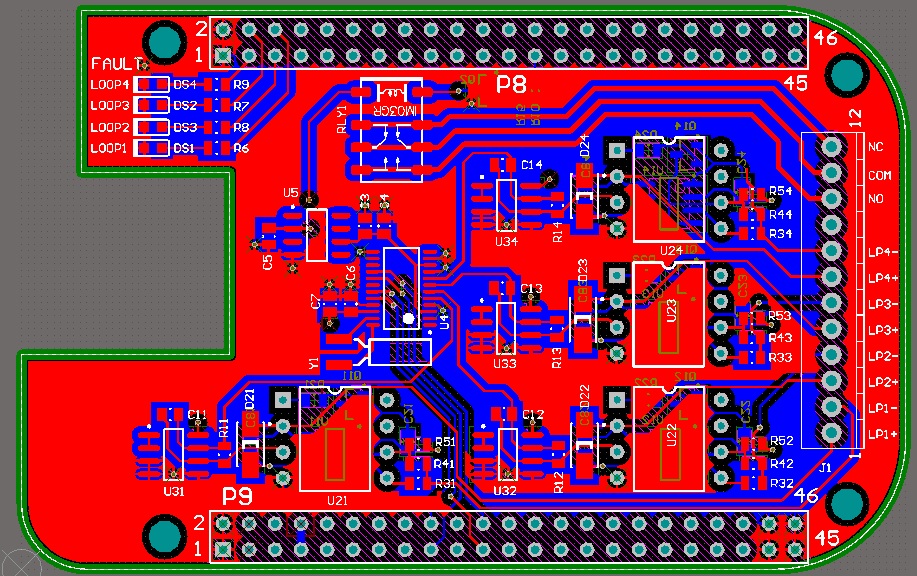 2
1
46
45
P8
FAULT
LOOP4
DS4
R9
LOOP3
DS2
R7
LOOP2
DS3
R8
LOOP1
DS1
R6
RLY1
IM03GR
12
NC
COM
NO
LP4-
LP4+
LP3-
LP3+
LP2-
LP2+
LP1-
LP1+
1
J1
U5
C5
C6
C7
U4
Y1
C14
U34
R14
D24
U24
R54
R44
R34
C13
U33
R13
D23
U23
R53
R43
R33
C11
U31
R11
D21
U21
R51
R41
R31
C12
U32
R12
D22
U22
R52
R42
R32
P9
2
1
46
45